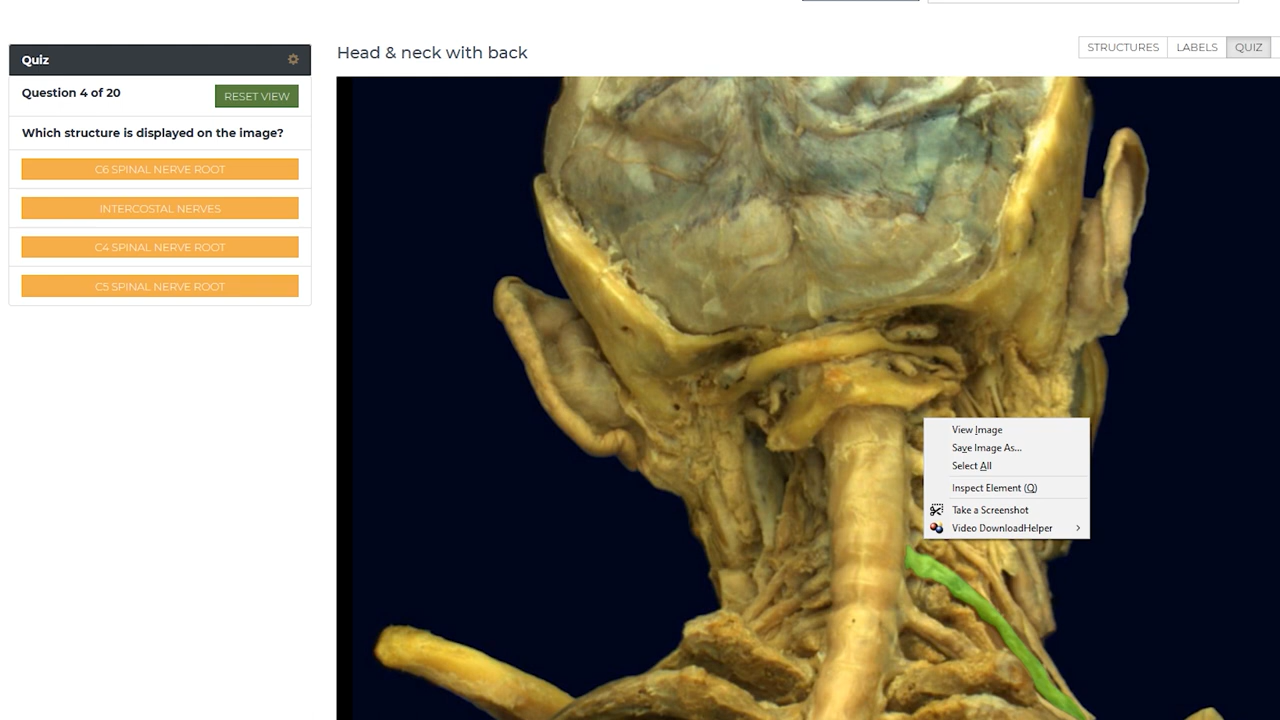 Quiz
Question 4 of 20
RESET VIEW
Which structure is displayed on the image?
C6 SPINAL NERVE ROOT
INTERCOSTAL NERVES
C4 SPINAL NERVE ROOT
C5 SPINAL NERVE ROOT
Head & neck with back
STRUCTURES
LABELS
QUIZ
View Image
Save Image As...
Select All
Inspect Element (Q)
Take a Screenshot
Video DownloadHelper